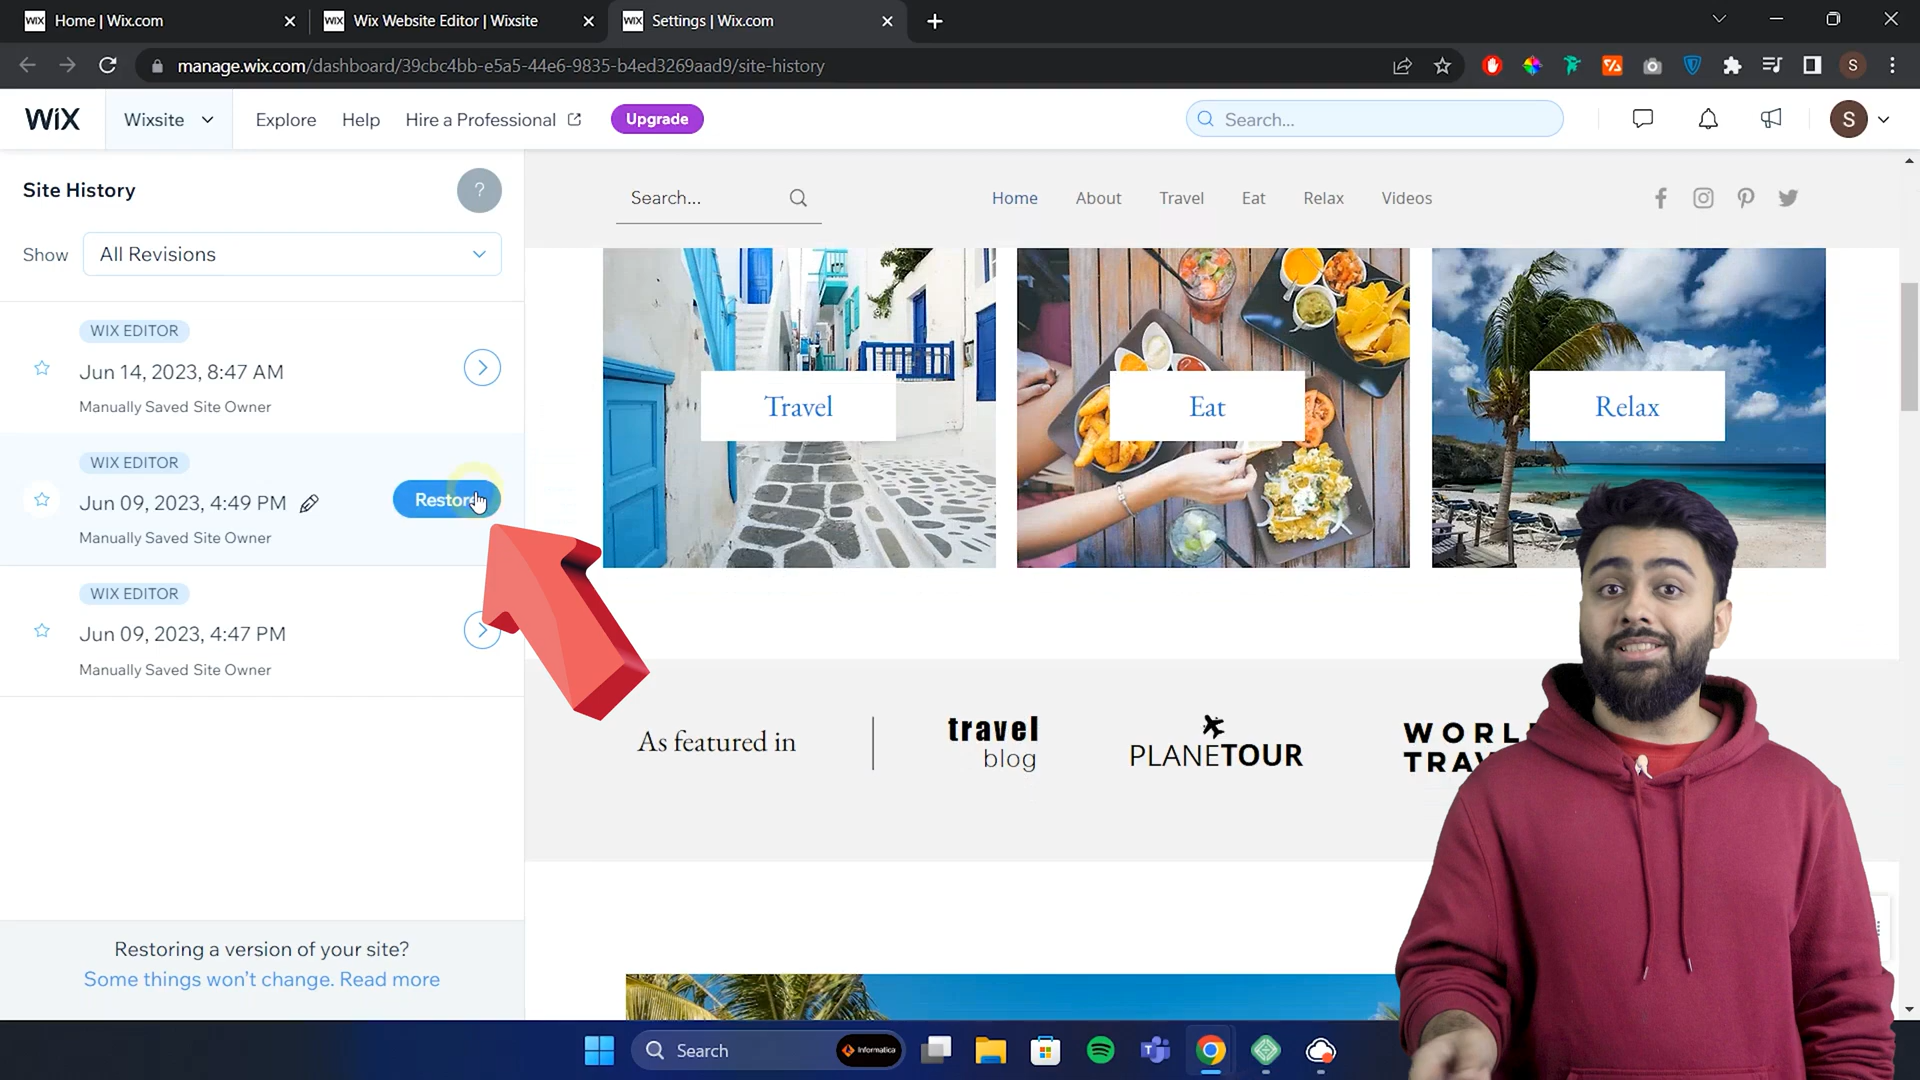 Home | Wix.com
Wix Website Editor | Wixsite
Settings | Wix.com
manage.wix.com/dashboard/39cbc4bb-e5a5-44e6-9835-b4ed3269aad9/site-history
S
WiX
Wixsite
Explore
Help
Hire a Professional
Upgrade
Search...
S
Site History
?
Show
All Revisions
WIX EDITOR
Jun 14, 2023, 8:47 AM
Manually Saved Site Owner
WIX EDITOR
Jun 09, 2023, 4:49 PM
Restore
Manually Saved Site Owner
WIX EDITOR
Jun 09, 2023, 4:47 PM
Manually Saved Site Owner
Restoring a version of your site?
Some things won't change. Read more
Search...
Home
About
Travel
Eat
Relax
Videos
Travel
Eat
Relax
As featured in
travel
blog
PLANETOUR
WORL
TRAV
Search
Informatica